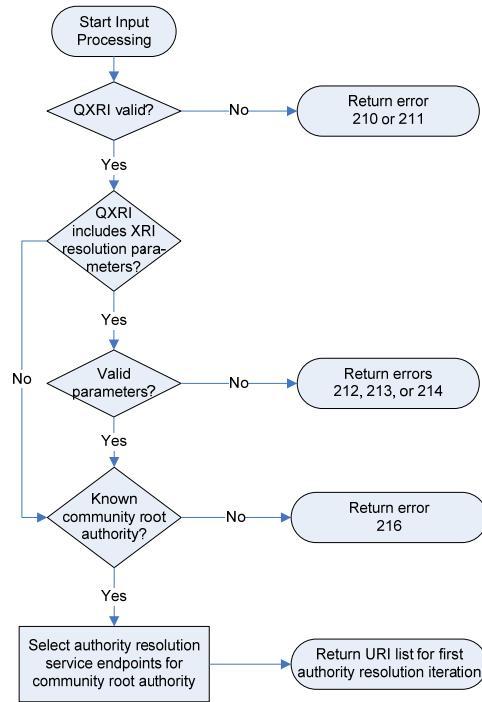 Start Input
Processing
QXRI valid?
No
Return error
210 or 211
Yes
QXRI
includes XRI
resolution para-
meters?
Yes
No
Valid
parameters?
No
Return errors
212, 213, or 214
Yes
Known
community root
authority?
No
Return error
216
Yes
Select authority resolution
service endpoints for
community root authority
Return URI list for first
authority resolution iteration